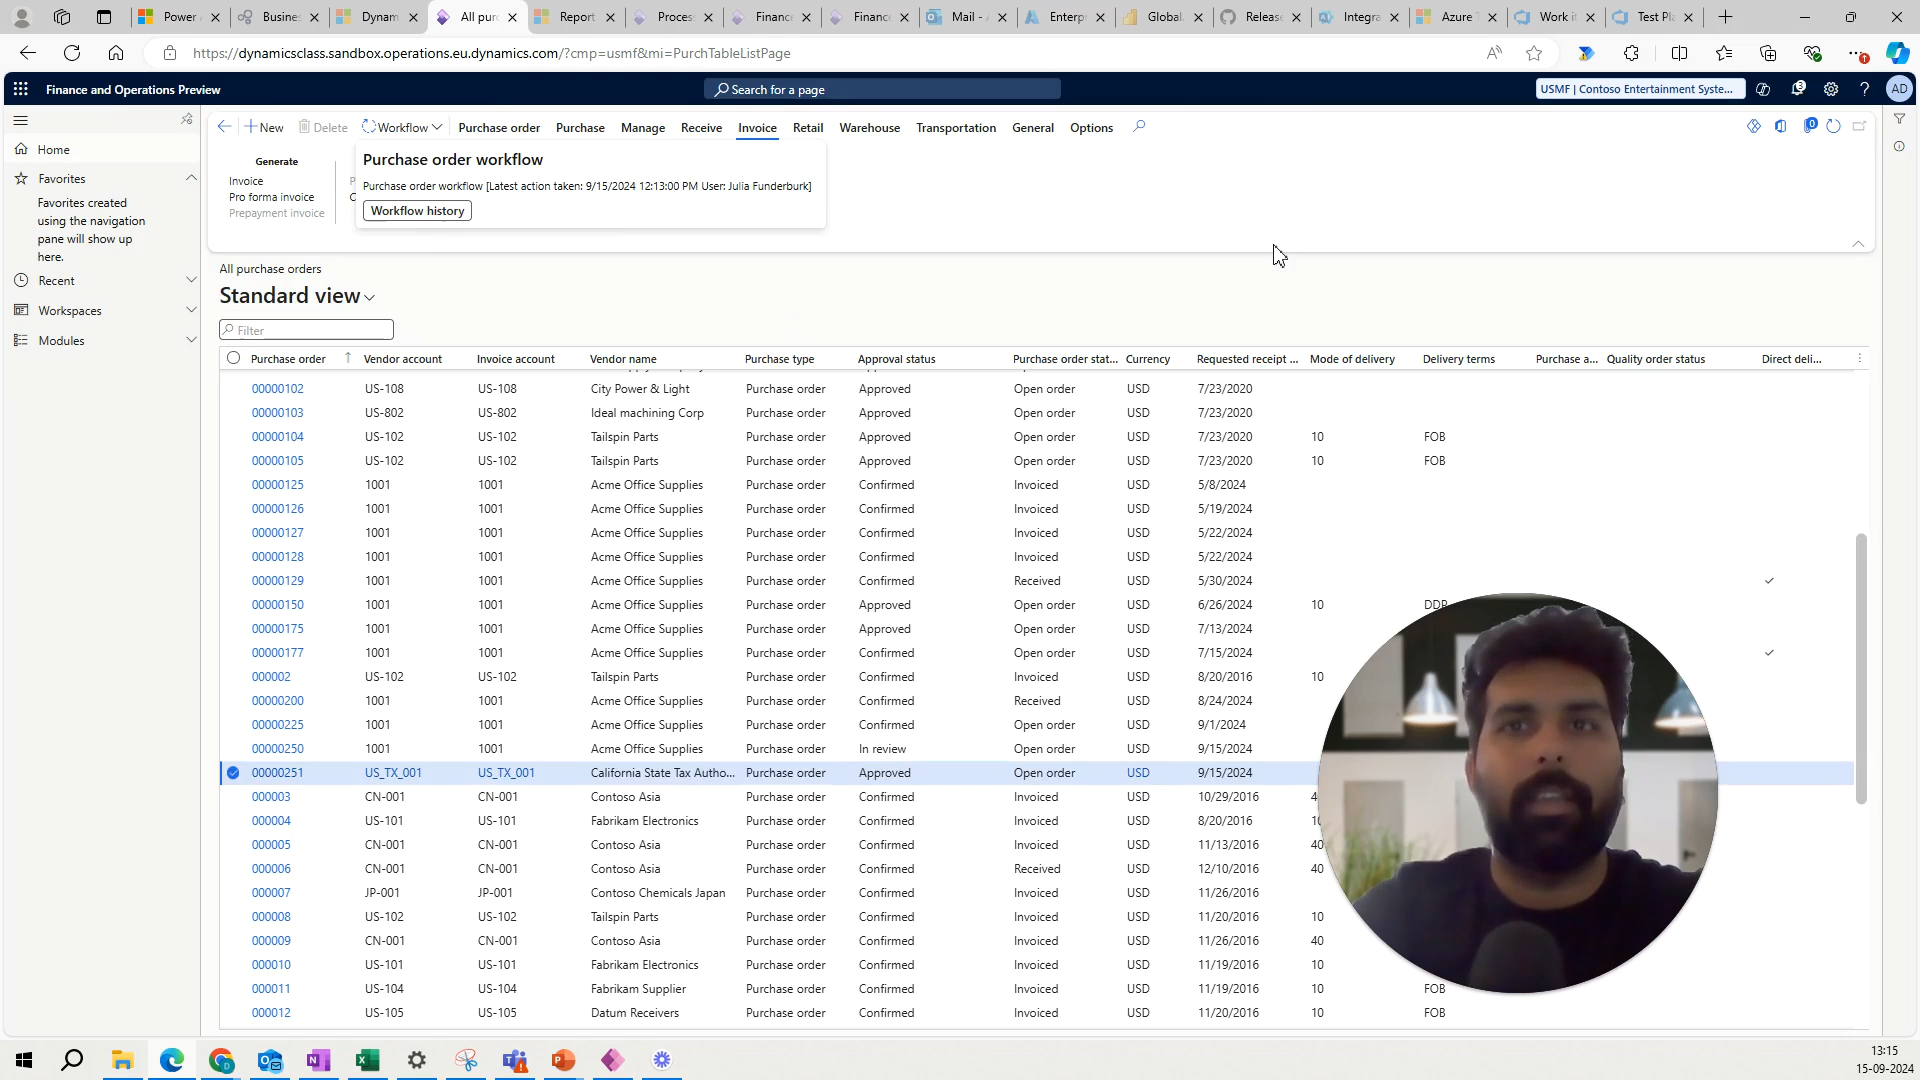 Power A
Busines
Dynam
All purc
Report
Process
Finance
Finance
Mail - A
Enterp
Global
Release
Integra
Azure T
Work it
Test Pla
https://dynamicsclass.sandbox.operations.eu.dynamics.com/?cmp=usmf&mi=PurchTableListPage
Finance and Operations Preview
Search for a page
USMF | Contoso Entertainment Syste...
3
AD
New Delete Workflow Purchase order Purchase Manage Receive Invoice Retail Warehouse Transportation General Options
0
Home
Favorites
Favorites created
using the navigation
pane will show up
here.
Recent
Workspaces
Modules
Generate
Invoice
Pro forma invoice
Prepayment invoice
Purchase order workflow
Purchase order workflow [Latest action taken: 9/15/2024 12:13:00 PM User: Julia Funderburk]
Workflow history
All purchase orders
Standard view
Filter
Purchase order Vendor account Invoice account Vendor name Purchase type Approval status Purchase order stat... Currency Requested receipt ... Mode of delivery Delivery terms Purchase a... Quality order status Direct deli...
00000102 US-108 US-108 City Power & Light Purchase order Approved Open order USD 7/23/2020
00000103 US-802 US-802 Ideal machining Corp Purchase order Approved Open order USD 7/23/2020
00000104 US-102 US-102 Tailspin Parts Purchase order Approved Open order USD 7/23/2020 10 FOB
00000105 US-102 US-102 Tailspin Parts Purchase order Approved Open order USD 7/23/2020 10 FOB
00000125 1001 1001 Acme Office Supplies Purchase order Confirmed Invoiced USD 5/8/2024
00000126 1001 1001 Acme Office Supplies Purchase order Confirmed Invoiced USD 5/19/2024
00000127 1001 1001 Acme Office Supplies Purchase order Confirmed Invoiced USD 5/22/2024
00000128 1001 1001 Acme Office Supplies Purchase order Confirmed Invoiced USD 5/22/2024
00000129 1001 1001 Acme Office Supplies Purchase order Confirmed Received USD 5/30/2024
00000150 1001 1001 Acme Office Supplies Purchase order Approved Open order USD 6/26/2024 10 DDP
00000175 1001 1001 Acme Office Supplies Purchase order Approved Open order USD 7/13/2024
00000177 1001 1001 Acme Office Supplies Purchase order Confirmed Open order USD 7/15/2024
000002 US-102 US-102 Tailspin Parts Purchase order Confirmed Invoiced USD 8/20/2016 10
00000200 1001 1001 Acme Office Supplies Purchase order Confirmed Received USD 8/24/2024
00000225 1001 1001 Acme Office Supplies Purchase order Confirmed Open order USD 9/1/2024
00000250 1001 1001 Acme Office Supplies Purchase order In review Open order USD 9/15/2024
00000251 US_TX_001 US_TX_001 California State Tax Autho... Purchase order Approved Open order USD 9/15/2024
000003 CN-001 CN-001 Contoso Asia Purchase order Confirmed Invoiced USD 10/29/2016
000004 US-101 US-101 Fabrikam Electronics Purchase order Confirmed Invoiced USD 8/20/2016
000005 CN-001 CN-001 Contoso Asia Purchase order Confirmed Invoiced USD 11/13/2016 40
000006 CN-001 CN-001 Contoso Asia Purchase order Confirmed Received USD 12/10/2016 40
000007 JP-001 JP-001 Contoso Chemicals Japan Purchase order Confirmed Invoiced USD 11/26/2016
000008 US-102 US-102 Tailspin Parts Purchase order Confirmed Invoiced USD 11/20/2016 10
000009 CN-001 CN-001 Contoso Asia Purchase order Confirmed Invoiced USD 11/26/2016 40
000010 US-101 US-101 Fabrikam Electronics Purchase order Confirmed Invoiced USD 11/19/2016 10
000011 US-104 US-104 Fabrikam Supplier Purchase order Confirmed Invoiced USD 11/19/2016 10 FOB
000012 US-105 US-105 Datum Receivers Purchase order Confirmed Invoiced USD 11/20/2016 10 FOB
13:15
15-09-2024